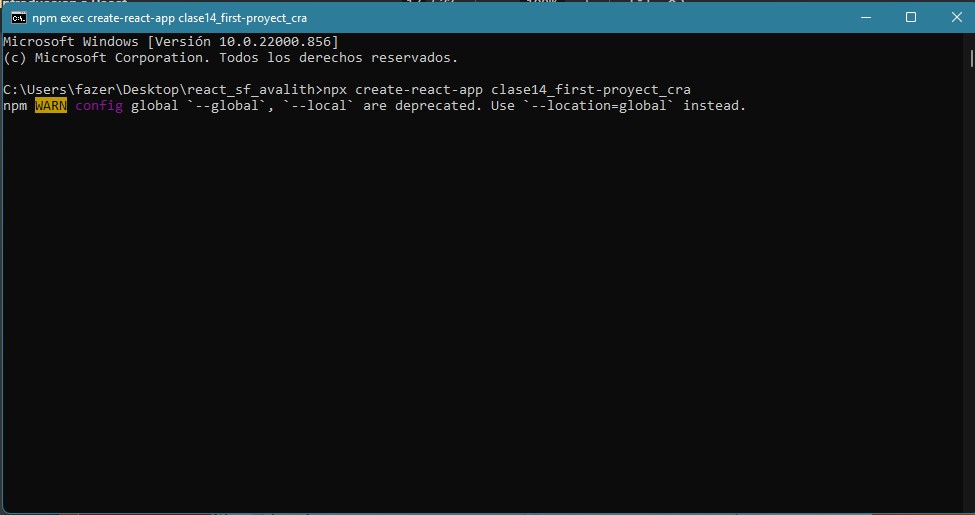 npm exec create-react-app clase14_first-proyect_cra
Microsoft Windows [Versión 10.0.22000.856]
(c) Microsoft Corporation. Todos los derechos reservados.
C:\Users\fazer\Desktop\react_sf_avalith>npx create-react-app clase14_first-proyect_cra
npm WARN config global `--global`, `--local` are deprecated. Use `--location=global` instead.